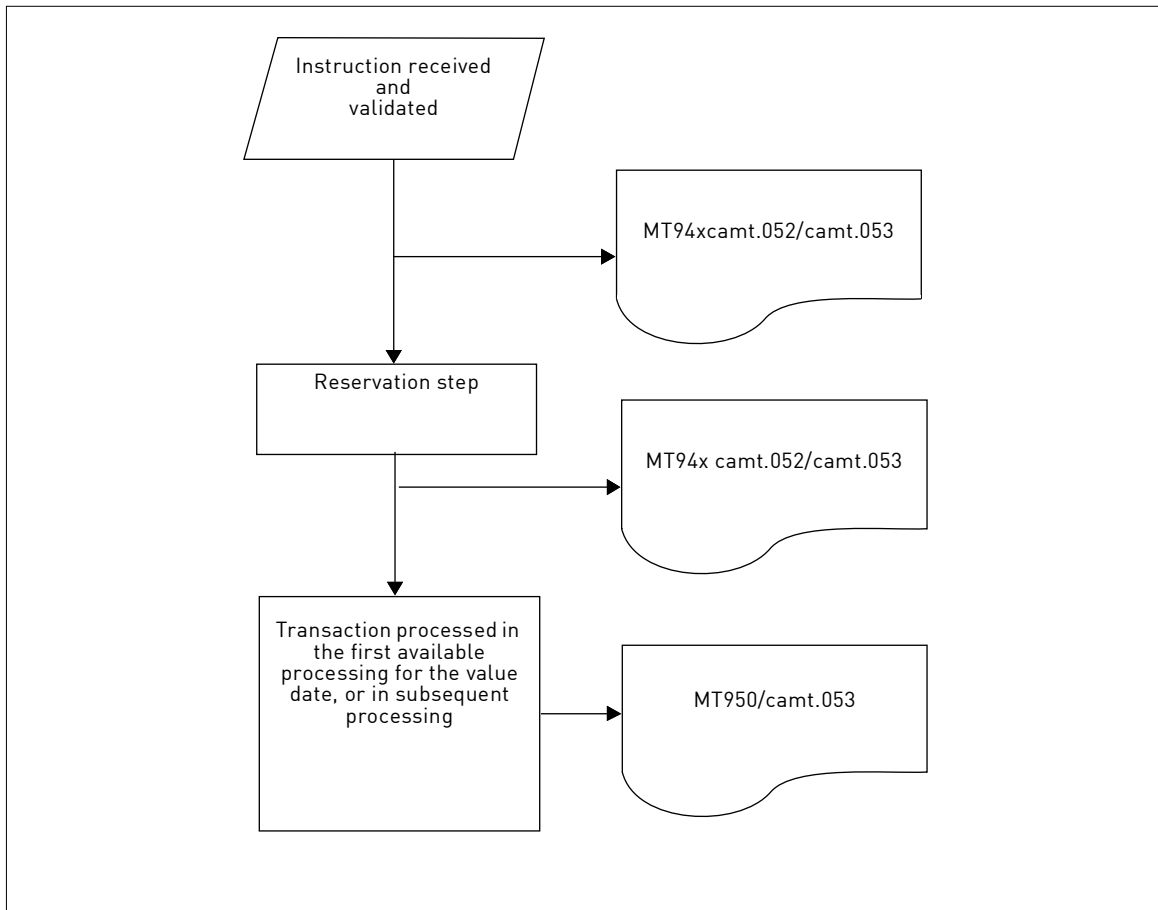 Instruction received
and
validated
MT94xcamt.052/camt.053
Reservation step
MT94x camt.052/camt.053
Transaction processed in
the first available
processing for the value
date, or in subsequent
processing
MT950/camt.053